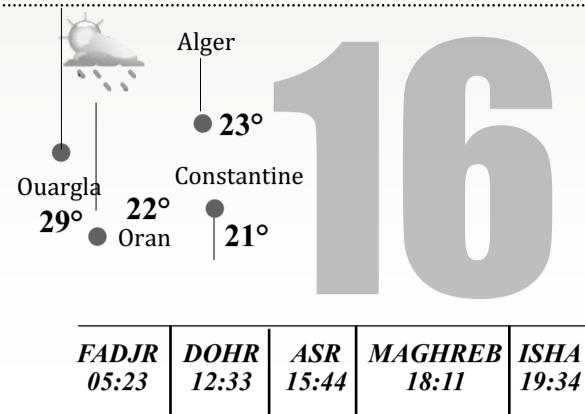 Alger
23°
16
Ouargla
29°
Constantine
21°
22°
Oran
FADJR DOHR ASR MAGHREB ISHA
05:23 12:33 15:44 18:11 19:34